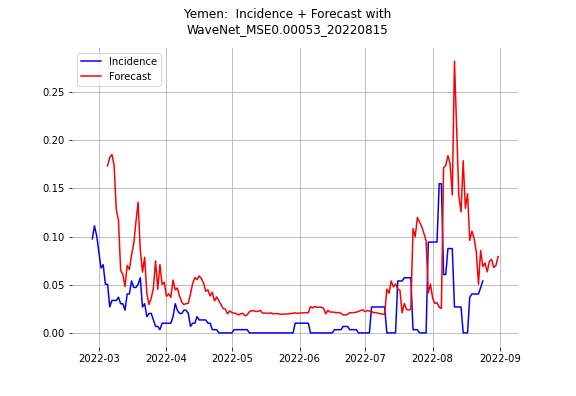 Yemen:  Incidence + Forecast with
WaveNet_MSE0.00053_20220815
Incidence
Forecast
0.25
0.20
0.15
0.10
0.05
0.00
2022-03 2022-04 2022-05 2022-06 2022-07 2022-08 2022-09